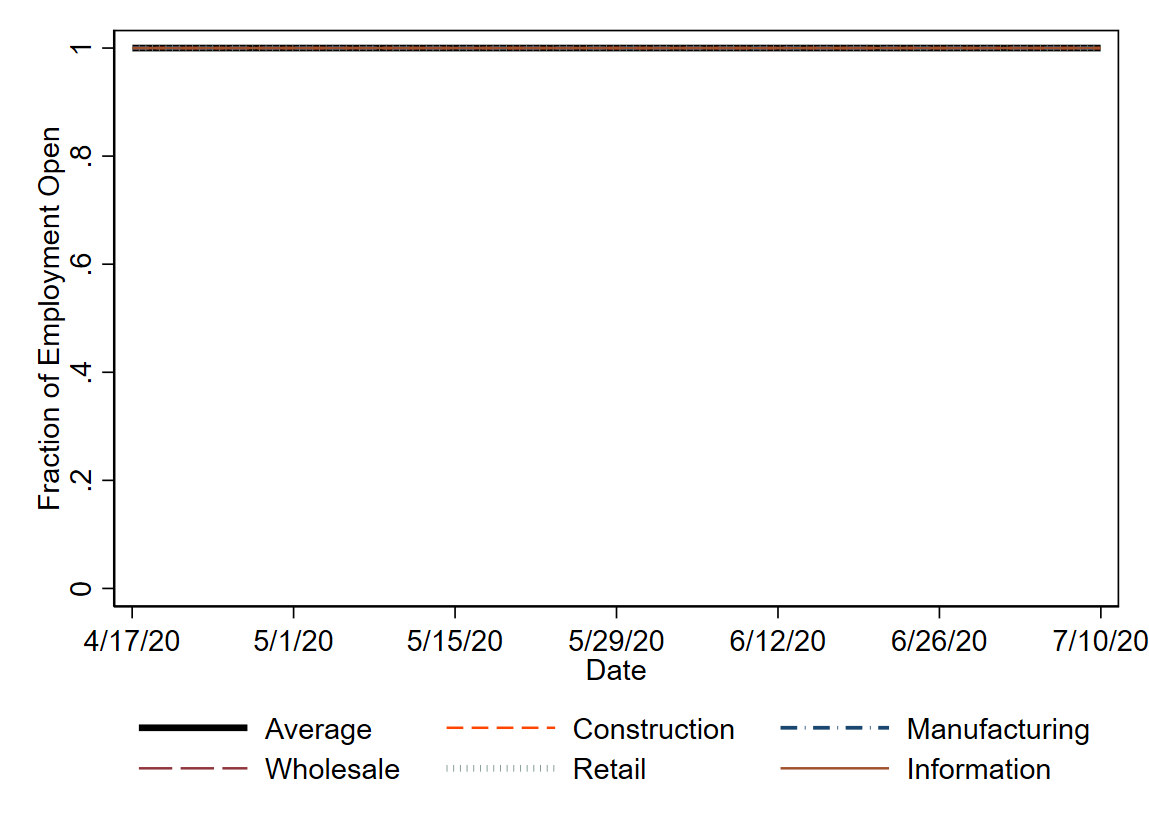 Fraction of Employment Open
1
.8
.6
.4
.2
0
4/17/20 5/1/20 5/15/20 5/29/20 6/12/20 6/26/20 7/10/20
Date
Average Construction Manufacturing
Wholesale Retail Information